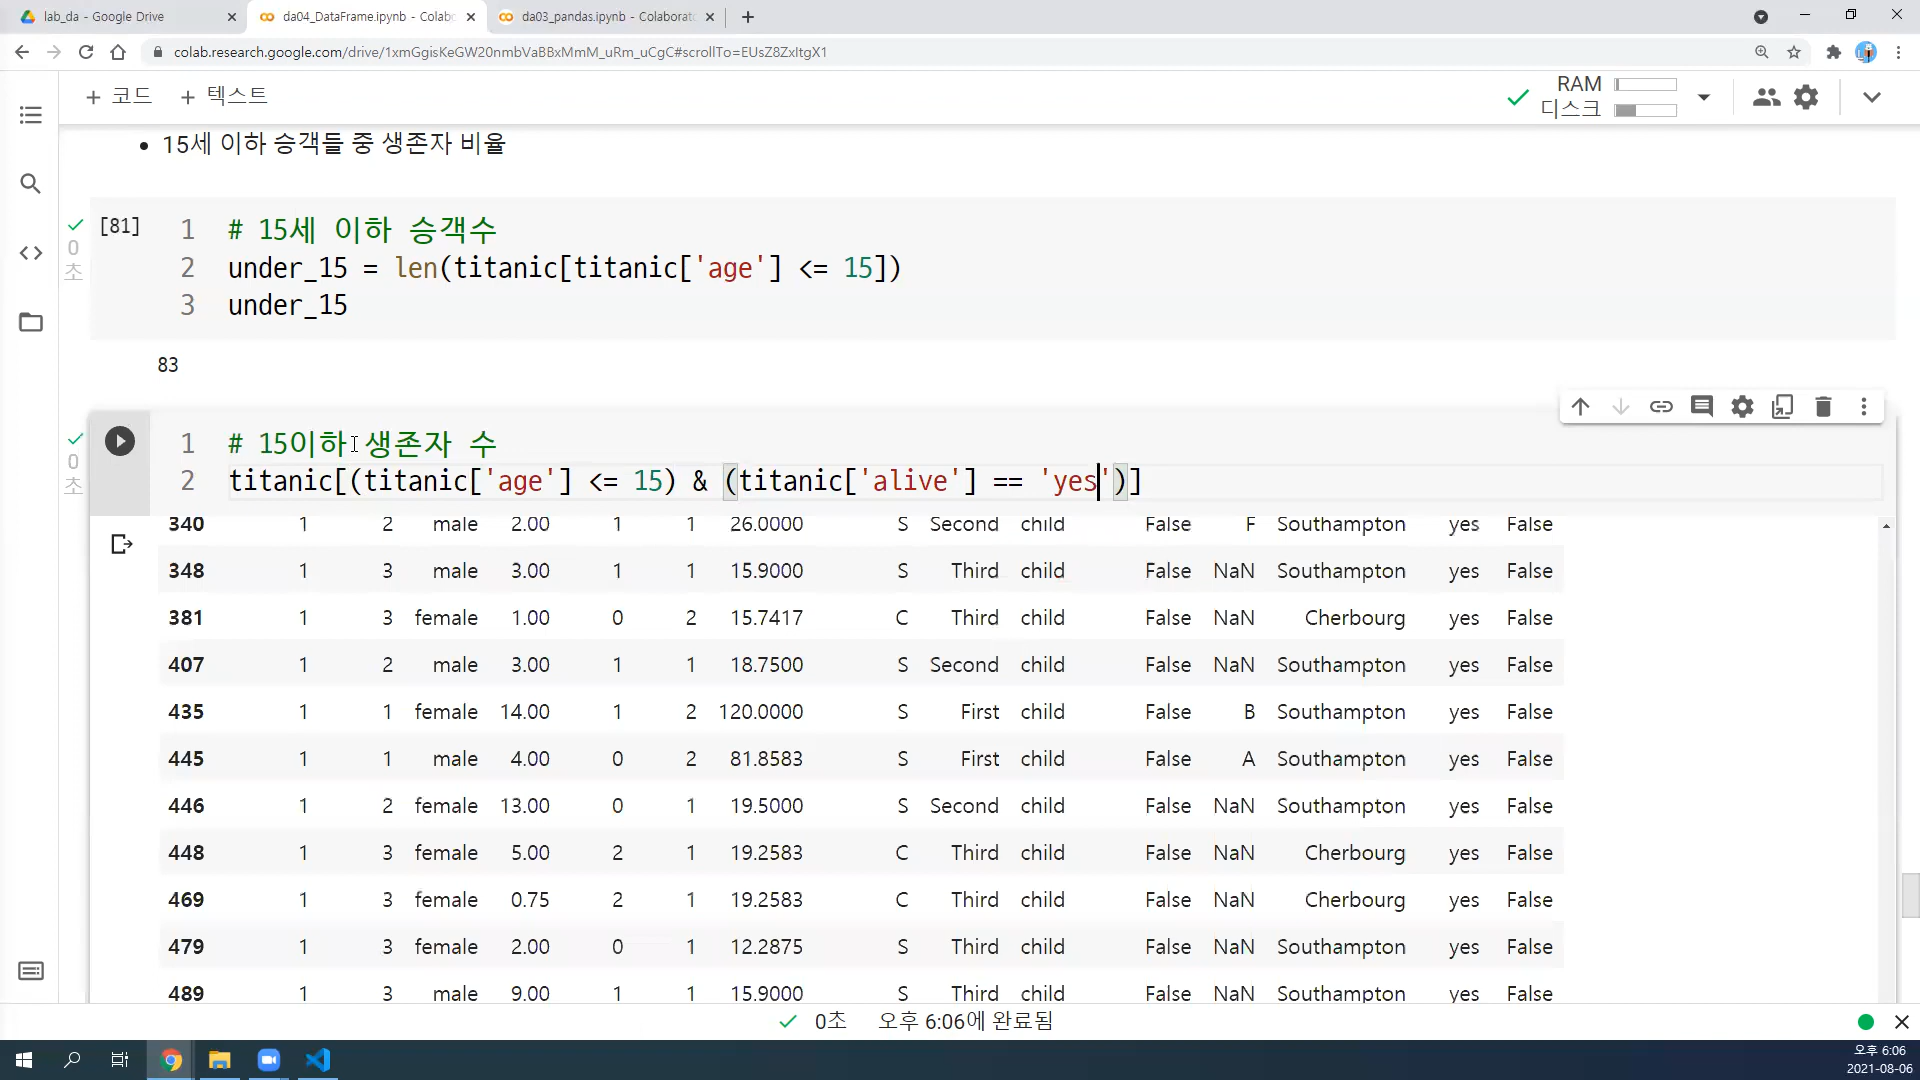 lab_da - Google Drive
da04_DataFrame.ipynb - Colab
da03_pandas.ipynb - Colaborat
colab.research.google.com/drive/1xmGgisKeGW20nmbVaBBxMmM_uRm_uCgC#scrollTo=EUsZ8ZxItgX1
+ 코드 + 텍스트
RAM
디스크
• 15세 이하 승객들 중 생존자 비율
[81]
0
초
1 # 15세 이하 승객수
2 under_15 = len(titanic[titanic['age'] <= 15])
3 under_15
83
0
초
1 # 15이하 생존자 수
2 titanic[(titanic['age'] <= 15) & (titanic['alive'] == 'yes')]
340 1 2 male 2.00 1 1 26.0000 S Second child False F Southampton yes False
348 1 3 male 3.00 1 1 15.9000 S Third child False NaN Southampton yes False
381 1 3 female 1.00 0 2 15.7417 C Third child False NaN Cherbourg yes False
407 1 2 male 3.00 1 1 18.7500 S Second child False NaN Southampton yes False
435 1 1 female 14.00 1 2 120.0000 S First child False B Southampton yes False
445 1 1 male 4.00 0 2 81.8583 S First child False A Southampton yes False
446 1 2 female 13.00 0 1 19.5000 S Second child False NaN Southampton yes False
448 1 3 female 5.00 2 1 19.2583 C Third child False NaN Cherbourg yes False
469 1 3 female 0.75 2 1 19.2583 C Third child False NaN Cherbourg yes False
479 1 3 female 2.00 0 1 12.2875 S Third child False NaN Southampton yes False
489 1 3 male 9.00 1 1 15.9000 S Third child False NaN Southampton yes False
0초 오후 6:06에 완료됨
오후 6:06
2021-08-06